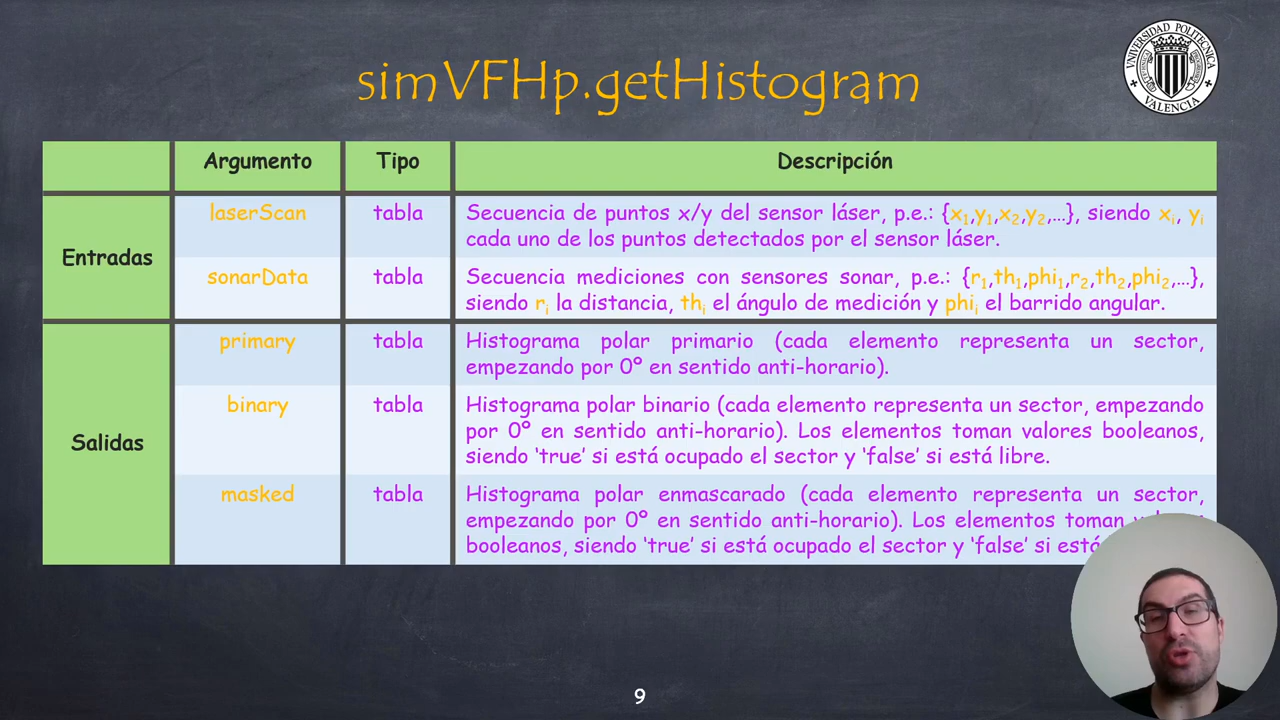 simVFHp.getHistogram
UNIVERSIDAD POLITECNICA
VALENCIA
Argumento Tipo Descripción
Entradas
laserScan tabla Secuencia de puntos x/y del sensor láser, p.e.: {x1,y1,x2,y2,...}, siendo xi, yi
cada uno de los puntos detectados por el sensor láser.
sonarData tabla Secuencia mediciones con sensores sonar, p.e.: {r1,th1,phi1,r2,th2,phi2,...},
siendo ri la distancia, thi el ángulo de medición y phii el barrido angular.
Salidas
primary tabla Histograma polar primario (cada elemento representa un sector,
empezando por 0º en sentido anti-horario).
binary tabla Histograma polar binario (cada elemento representa un sector, empezando
por 0º en sentido anti-horario). Los elementos toman valores booleanos,
siendo ‘true’ si está ocupado el sector y ‘false’ si está libre.
masked tabla Histograma polar enmascarado (cada elemento representa un sector,
empezando por 0º en sentido anti-horario). Los elementos toman
booleanos, siendo ‘true’ si está ocupado el sector y ‘false’ si está
9